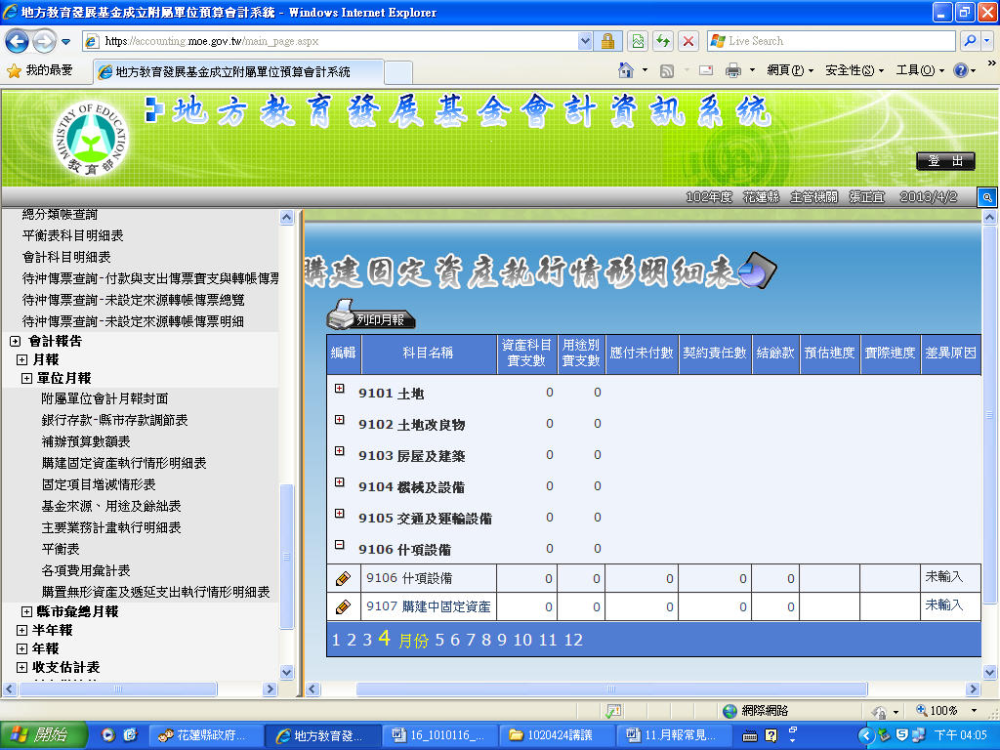 地方教育發展基金成立附屬單位預算會計系統 - Windows Internet Explorer
https://accounting.moe.gov.tw/main_page.aspx
Live Search
我的最愛
地方教育發展基金成立附屬單位預算會計系統
網頁(P)
安全性(S)
工具(O)
MINISTRY OF EDUCATION
教育部
地方教育發展基金會計資訊系統
登 出
102年度 花蓮縣 主管機關 張正宜 2013/4/2
總分類帳查詢
平衡表科目明細表
會計科目明細表
待沖傳票查詢-付款與支出傳票實支與轉帳傳票
待沖傳票查詢-未設定來源轉帳傳票總覽
待沖傳票查詢-未設定來源轉帳傳票明細
會計報告
月報
單位月報
附屬單位會計月報封面
銀行存款-縣市存款調節表
補辦預算數額表
購建固定資產執行情形明細表
固定項目增減情形表
基金來源、用途及餘絀表
主要業務計畫執行明細表
平衡表
各項費用彙計表
購置無形資產及遞延支出執行情形明細表
縣市彙總月報
半年報
年報
收支估計表
購建固定資產執行情形明細表
列印月報
編輯 科目名稱 資產科目實支數 用途別實支數 應付未付數 契約責任數 結餘款 預估進度 實際進度 差異原因
9101 土地 0 0
9102 土地改良物 0 0
9103 房屋及建築 0 0
9104 機械及設備 0 0
9105 交通及運輸設備 0 0
9106 什項設備 0 0
9106 什項設備 0 0 0 0 0 未輸入
9107 購建中固定資產 0 0 0 0 0 未輸入
1 2 3 4 月份 5 6 7 8 9 10 11 12
網際網路
100%
開始
花蓮縣政府...
地方教育發...
16_1010116_...
1020424講議
11.月報常見...
下午 04:05